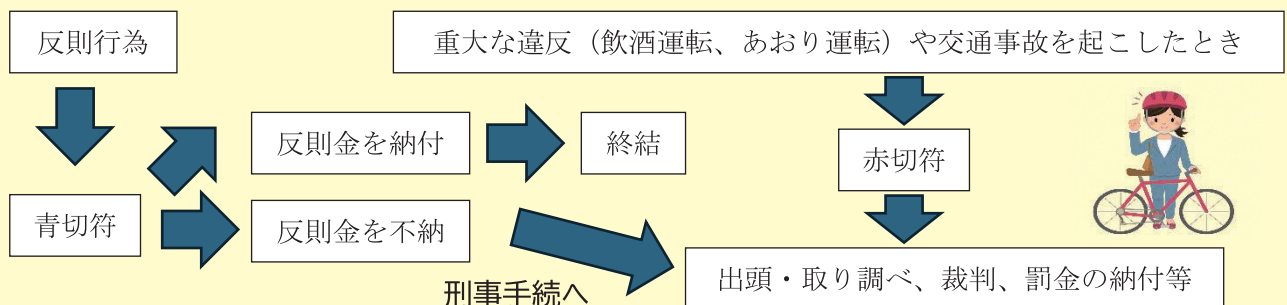 反則行為
重大な違反（飲酒運転、あおり運転）や交通事故を起こしたとき
反則金を納付
終結
赤切符
青切符
反則金を不納
刑事手続へ
出頭・取り調べ、裁判、罰金の納付等